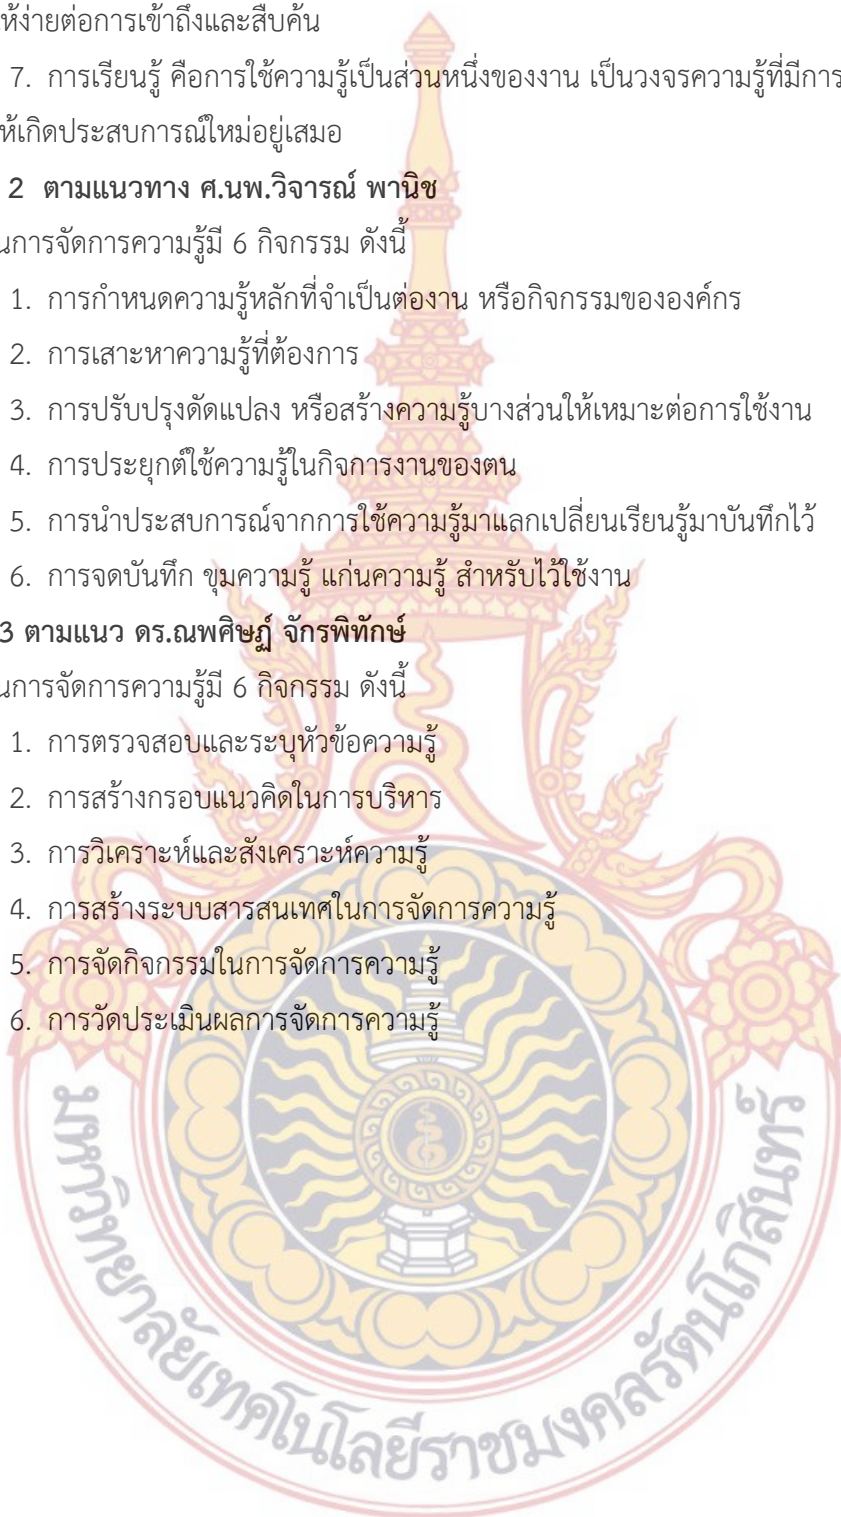 ห้ง่ายต่อการเข้าถึงและสืบค้น
7. การเรียนรู้ คือการใช้ความรู้เป็นส่วนหนึ่งของงาน เป็นวงจรความรู้ที่มีการ
ห้เกิดประสบการณ์ใหม่อยู่เสมอ
2 ตามแนวทาง ศ.นพ.วิจารณ์ พานิช
นการจัดการความรู้มี 6 กิจกรรม ดังนี้
1. การกำหนดความรู้หลักที่จำเป็นต่องาน หรือกิจกรรมขององค์กร
2. การเสาะหาความรู้ที่ต้องการ
3. การปรับปรุงดัดแปลง หรือสร้างความรู้บางส่วนให้เหมาะต่อการใช้งาน
4. การประยุกต์ใช้ความรู้ในกิจการงานของตน
5. การนำประสบการณ์จากการใช้ความรู้มาแลกเปลี่ยนเรียนรู้มาบันทึกไว้
6. การจดบันทึก ขุมความรู้ แก่นความรู้ สำหรับไว้ใช้งาน
3 ตามแนว ดร.ณพศิษฏ์ จักรพิทักษ์
นการจัดการความรู้มี 6 กิจกรรม ดังนี้
1. การตรวจสอบและระบุหัวข้อความรู้
2. การสร้างกรอบแนวคิดในการบริหาร
3. การวิเคราะห์และสังเคราะห์ความรู้
4. การสร้างระบบสารสนเทศในการจัดการความรู้
5. การจัดกิจกรรมในการจัดการความรู้
6. การวัดประเมินผลการจัดการความรู้
มหาวิทยาลัยเทคโนโลยีราชมงคลรัตนโกสินทร์